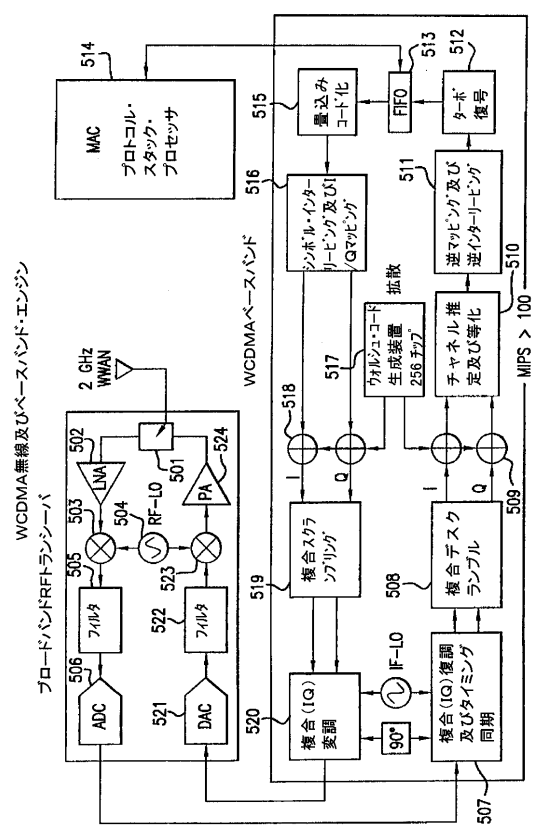 WCDMA無線及びベースバンド・エンジン
ブロードバンドRFトランシーバ
2 GHz
WWAN
502
LNA
503
504
RF-LO
505
フィルタ
506
ADC
501
524
PA
523
522
フィルタ
521
DAC
514
MAC
プロトコル・
スタック・
プロセッサ
WCDMAベースバンド
515
畳込み
コード化
513
FIFO
512
ターボ
復号
516
シンボル・インター
リービング及びI
/Qマッピング
511
逆マッピング及び
逆インターリービング
拡散
517
ウォルシュ・コード
生成装置
256チップ
510
チャネル推
定及び等化
518
I
Q
I
Q
509
519
複合スクラ
ンブリング
508
複合デスク
ランブル
520
複合(IQ)
変調
90°
IF-LO
複合(IQ)復調
及びタイミング
同期
507
MIPS > 100